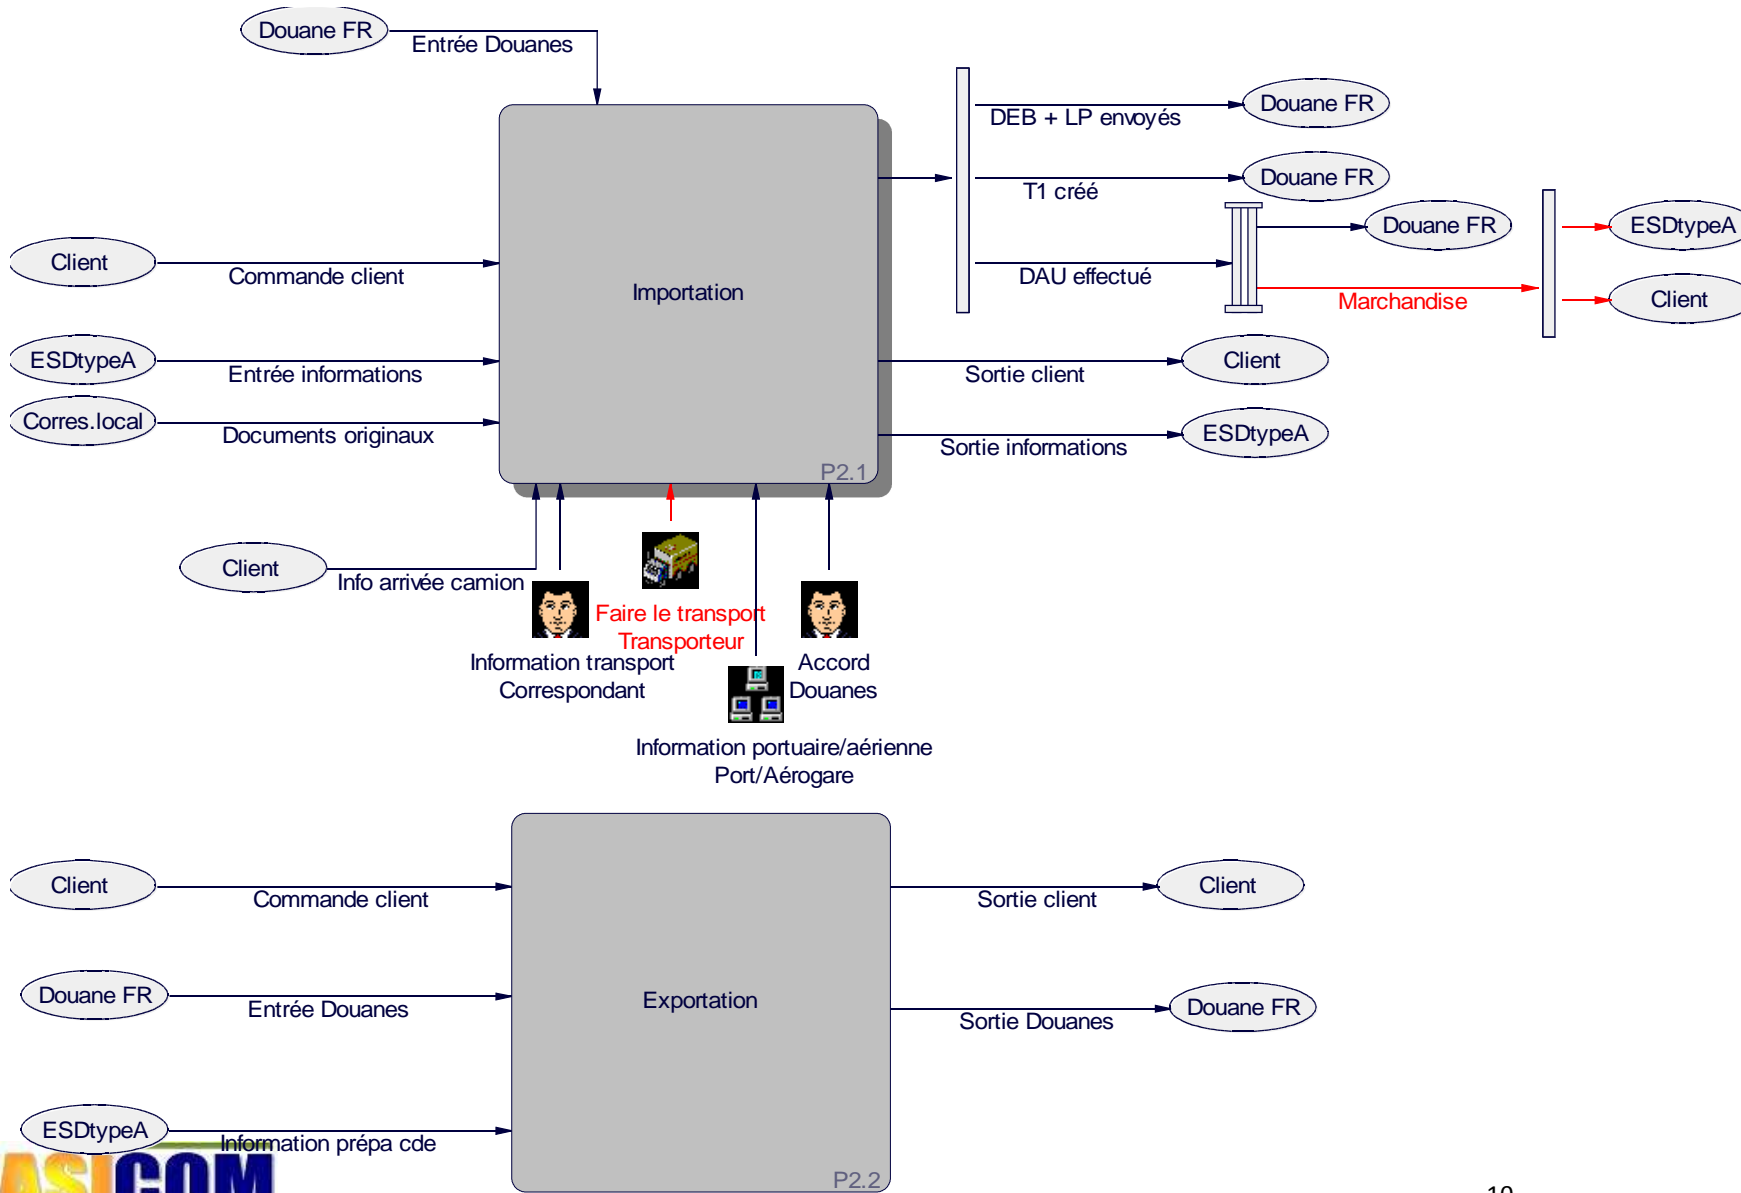 Douane FR
Entrée Douanes
DEB + LP envoyés
Douane FR
T1 créé
Douane FR
Douane FR
ESDtypeA
DAU effectué
Marchandise
Client
Client
Commande client
Importation
ESDtypeA
Entrée informations
Sortie client
Client
Corres.local
Documents originaux
Sortie informations
ESDtypeA
P2.1
Client
Info arrivée camion
Faire le transport
Transporteur
Information transport
Correspondant
Accord
Douanes
Information portuaire/aérienne
Port/Aérogare
Client
Commande client
Sortie client
Client
Douane FR
Entrée Douanes
Exportation
Sortie Douanes
Douane FR
ESDtypeA
Information prépa cde
P2.2
ASICOM
10